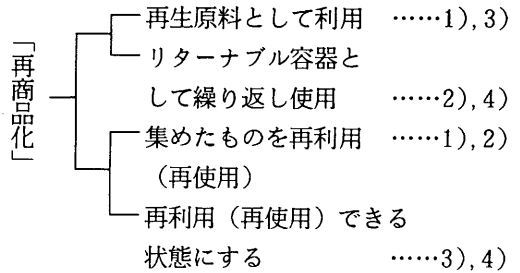 「再商品化」
再生原料として利用 ……1),3)
リターナブル容器と
して繰り返し使用 ……2),4)
集めたものを再利用 ……1),2)
（再使用）
再利用（再使用）できる
状態にする ……3),4)